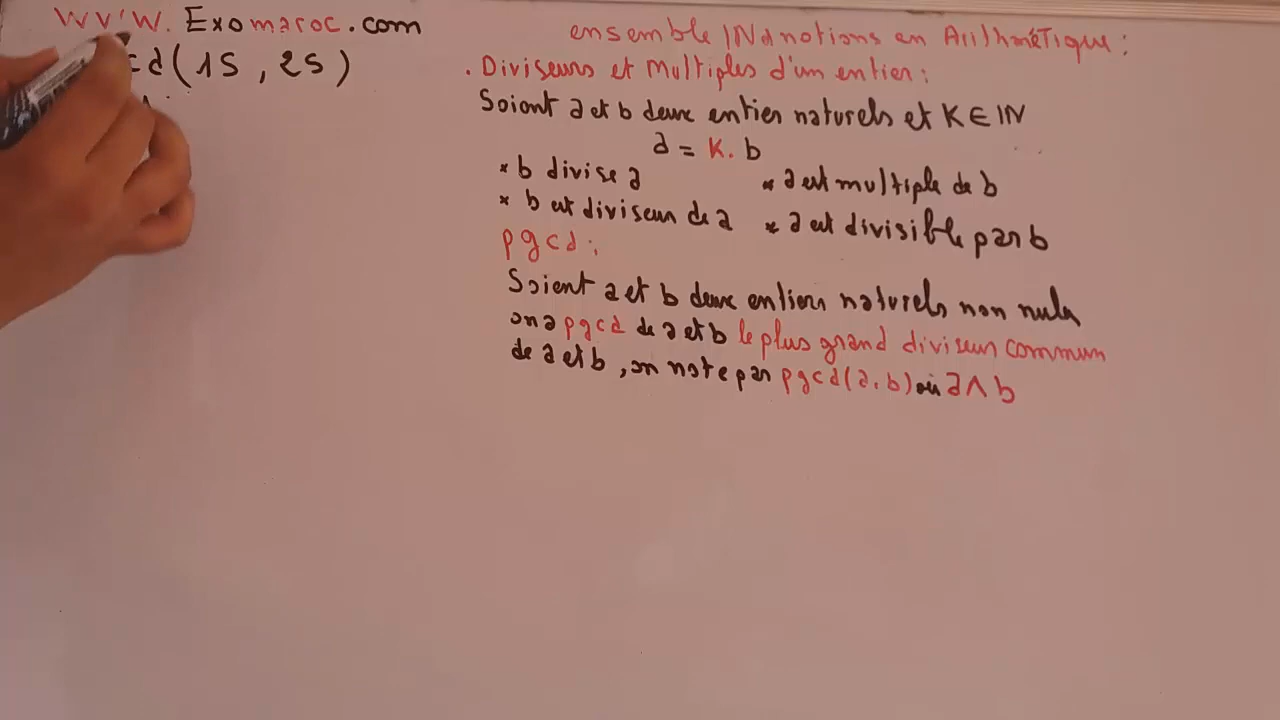 WWW. Exomaroc.com
cd(15, 25)
ensemble IN et notions en Arithmétique :
. Diviseurs et Multiples d'un entier :
Soient a et b deux entiers naturels et K ∈ IN
a = K. b
* b divise a * a est multiple de b
* b est diviseur de a * a est divisible par b
pgcd :
Soient a et b deux entiers naturels non nuls
on a pgcd de a et b le plus grand diviseur commun
de a et b, on note par pgcd(a,b) où a ∧ b